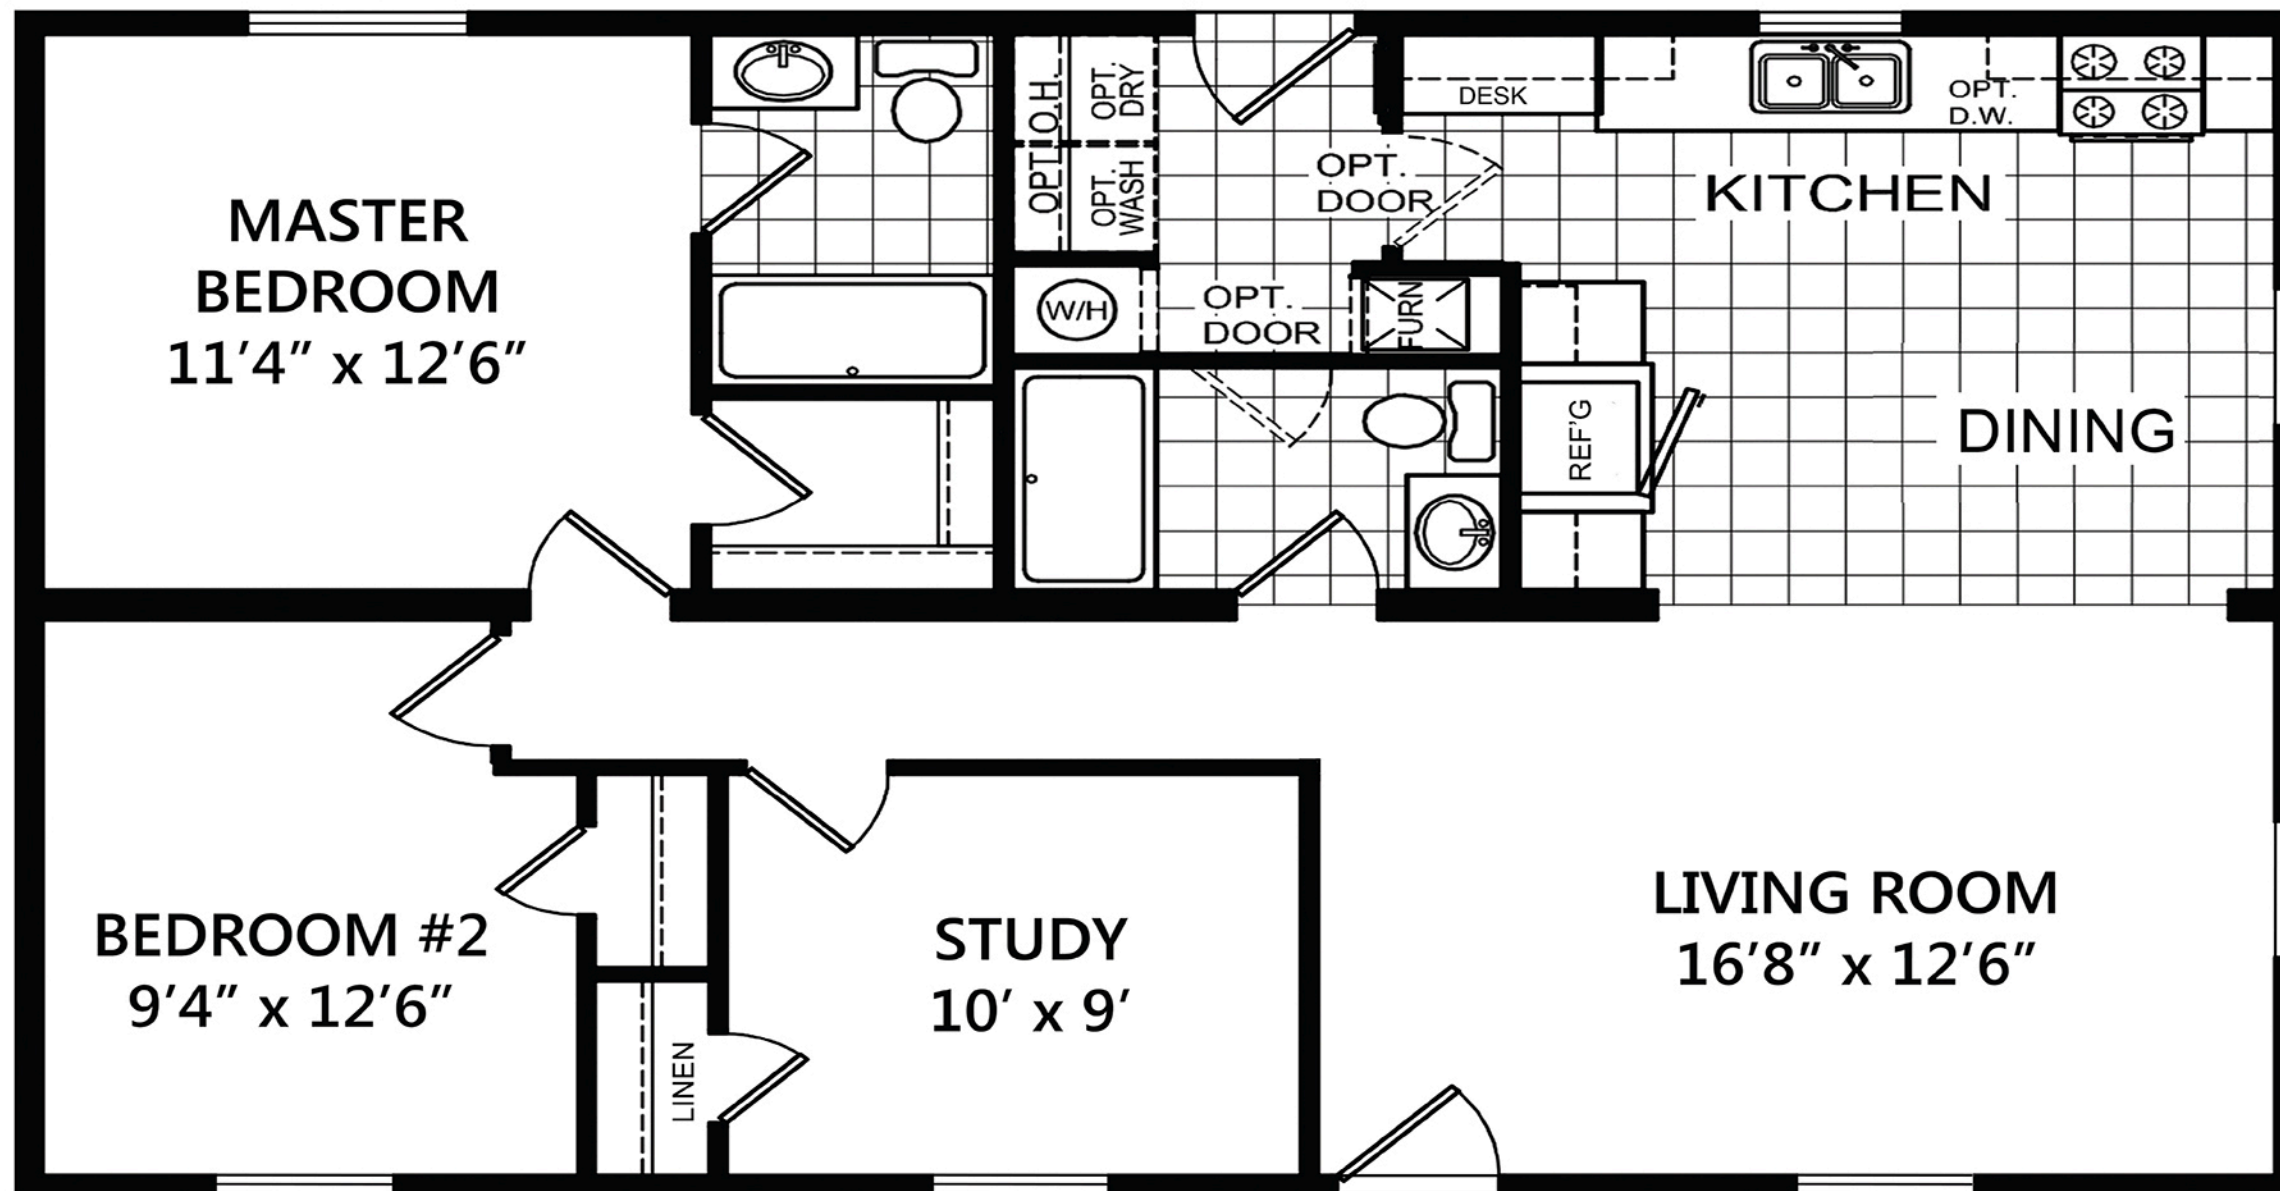 DESK
OPT.
D.W.
OPT. O.H.
OPT.
DRY
OPT.
WASH
OPT.
DOOR
KITCHEN
MASTER
BEDROOM
11'4” x 12'6”
W/H
OPT.
DOOR
FURN
REF'G
DINING
BEDROOM #2
9'4” x 12'6”
LINEN
STUDY
10' x 9'
LIVING ROOM
16'8” x 12'6”